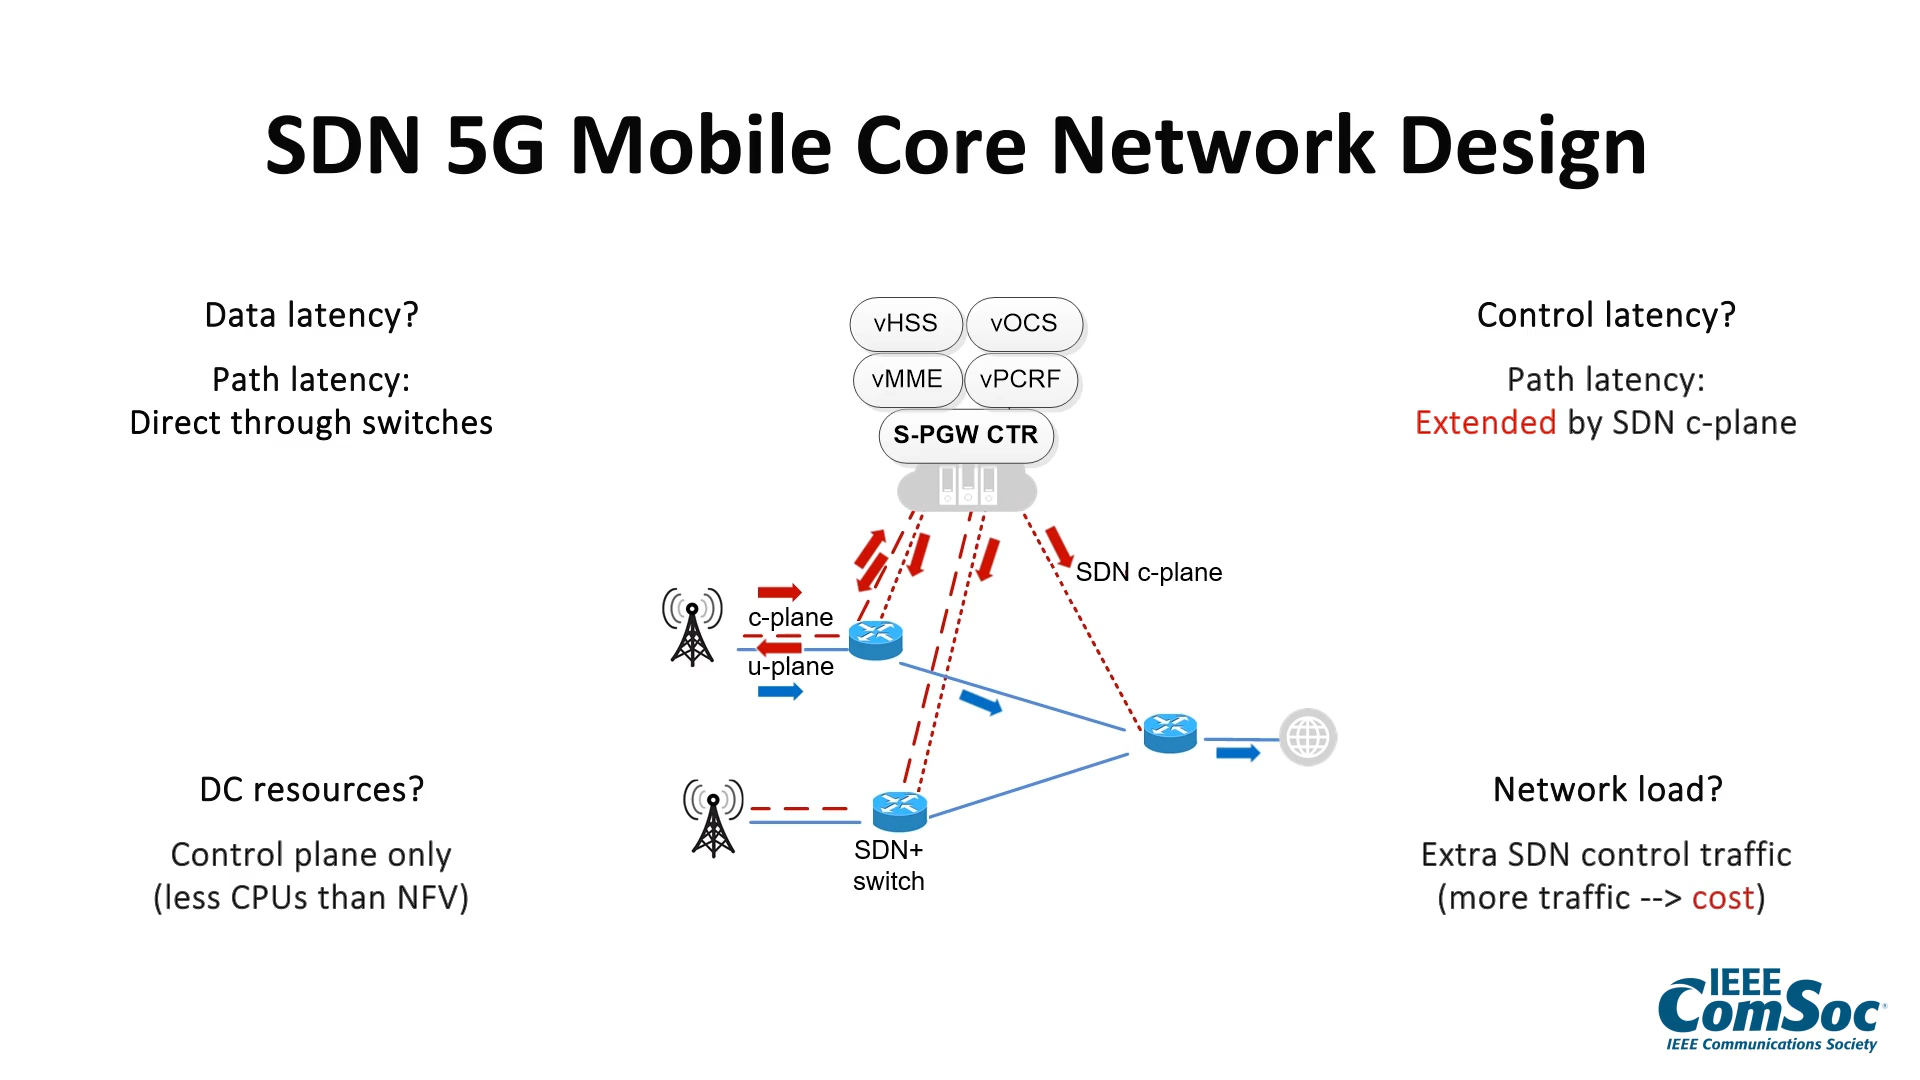 SDN 5G Mobile Core Network Design
Data latency?
Path latency:
Direct through switches
Control latency?
Path latency:
Extended by SDN c-plane
vHSS
vOCS
vMME
vPCRF
S-PGW CTR
SDN c-plane
c-plane
u-plane
SDN+
switch
DC resources?
Control plane only
(less CPUs than NFV)
Network load?
Extra SDN control traffic
(more traffic --> cost)
IEEE
ComSoc
IEEE Communications Society